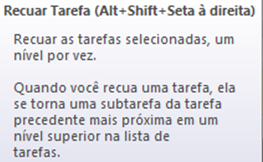 Recuar Tarefa (Alt+Shift+Seta à direita)
Recuar as tarefas selecionadas, um
nível por vez.
Quando você recua uma tarefa, ela
se torna uma subtarefa da tarefa
precedente mais próxima em um
nível superior na lista de
tarefas.